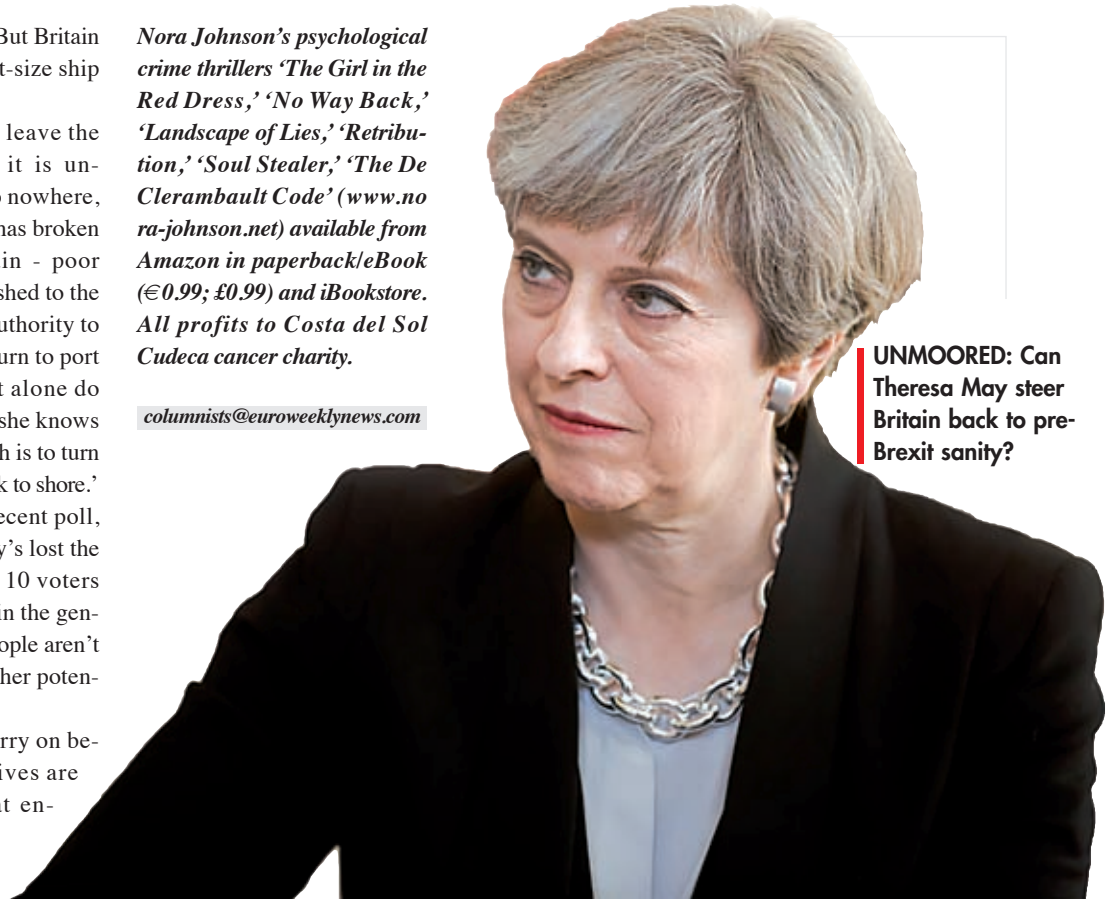 But Britain
t-size ship
leave the
it is un-
nowhere,
has broken
in - poor
shed to the
uthority to
urn to port
t alone do
she knows
h is to turn
k to shore.’
ecent poll,
y’s lost the
10 voters
in the gen-
ople aren’t
her poten-
rry on be-
ives are
at en-
Nora Johnson’s psychological
crime thrillers ‘The Girl in the
Red Dress,’ ‘No Way Back,’
‘Landscape of Lies,’ ‘Retribu-
tion,’ ‘Soul Stealer,’ ‘The De
Clerambault Code’ (www.no
ra-johnson.net) available from
Amazon in paperback/eBook
(€0.99; £0.99) and iBookstore.
All profits to Costa del Sol
Cudeca cancer charity.
columnists@euroweeklynews.com
UNMOORED: Can
Theresa May steer
Britain back to pre-
Brexit sanity?